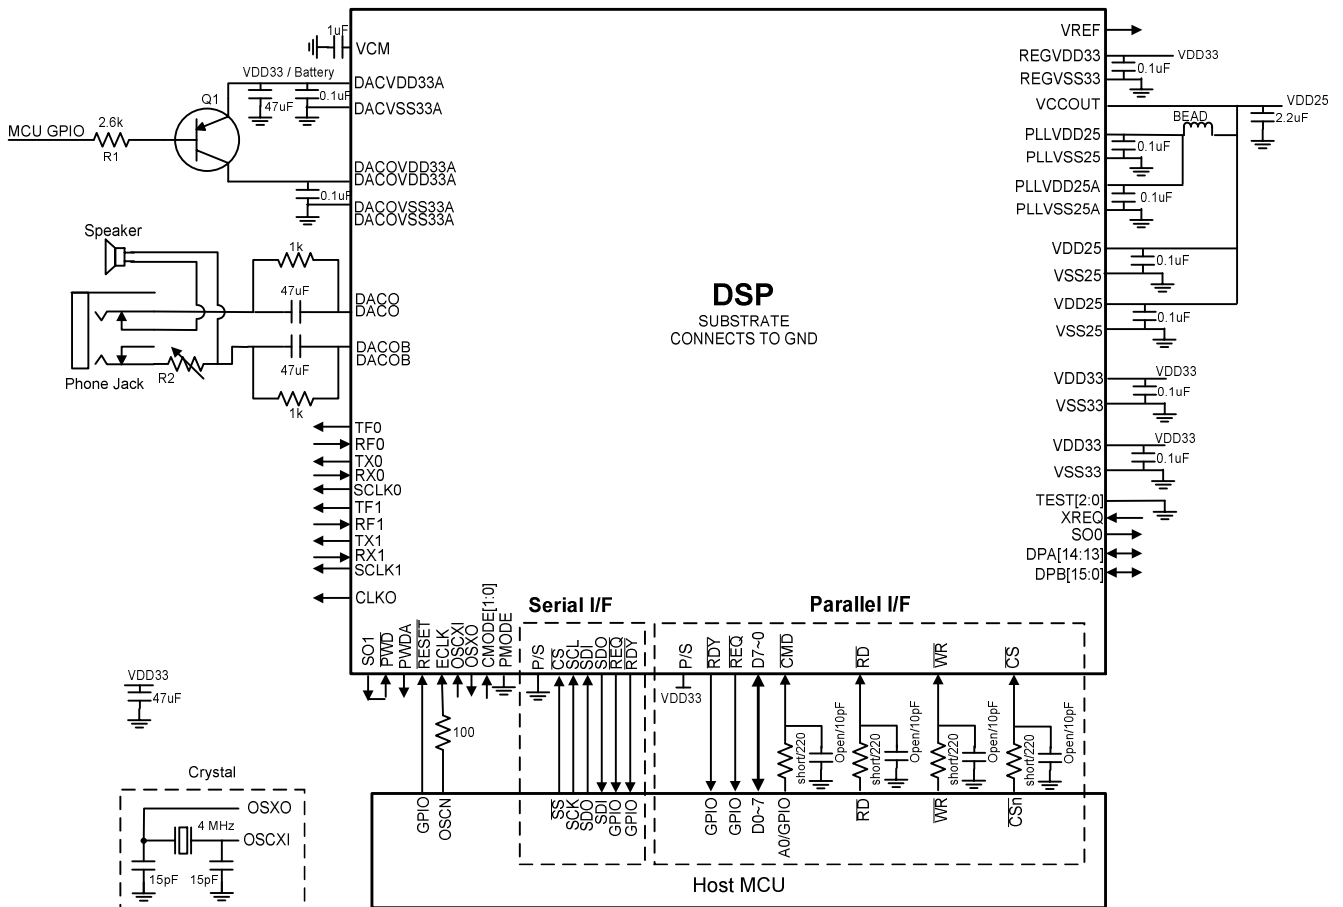 1uF
VCM
VDD33 / Battery
DACVDD33A
47uF
0.1uF
DACVSS33A
Q1
MCU GPIO
2.6k
R1
DACOVDD33A
DACOVDD33A
0.1uF
DACOVSS33A
DACOVSS33A
Speaker
1k
47uF
DACO
DACO
DACOB
DACOB
47uF
R2
Phone Jack
1k
TF0
RF0
TX0
RX0
SCLK0
TF1
RF1
TX1
RX1
SCLK1
CLKO
DSP
SUBSTRATE
CONNECTS TO GND
VREF
REGVDD33
VDD33
0.1uF
REGVSS33
VCCOUT
VDD25
2.2uF
BEAD
PLLVDD25
0.1uF
PLLVSS25
PLLVDD25A
0.1uF
PLLVSS25A
VDD25
0.1uF
VSS25
VDD25
0.1uF
VSS25
VDD33
VDD33
0.1uF
VSS33
VDD33
VDD33
0.1uF
VSS33
TEST[2:0]
XREQ
SO0
DPA[14:13]
DPB[15:0]
Serial I/F
Parallel I/F
SO1
PWD
PWDA
RESET
ECLK
OSCXI
OSXO
CMODE[1:0]
PMODE
P/S
CS
SCL
SDI
SDO
REQ
RDY
P/S
RDY
REQ
D7~0
CMD
RD
WR
CS
VDD33
100
short/220
Open/10pF
short/220
Open/10pF
short/220
Open/10pF
short/220
Open/10pF
GPIO
OSCN
SS
SCK
SDO
SDI
GPIO
GPIO
GPIO
GPIO
D0~7
A0/GPIO
RD
WR
CSn
Host MCU
VDD33
47uF
Crystal
OSXO
4 MHz
OSCXI
15pF
15pF